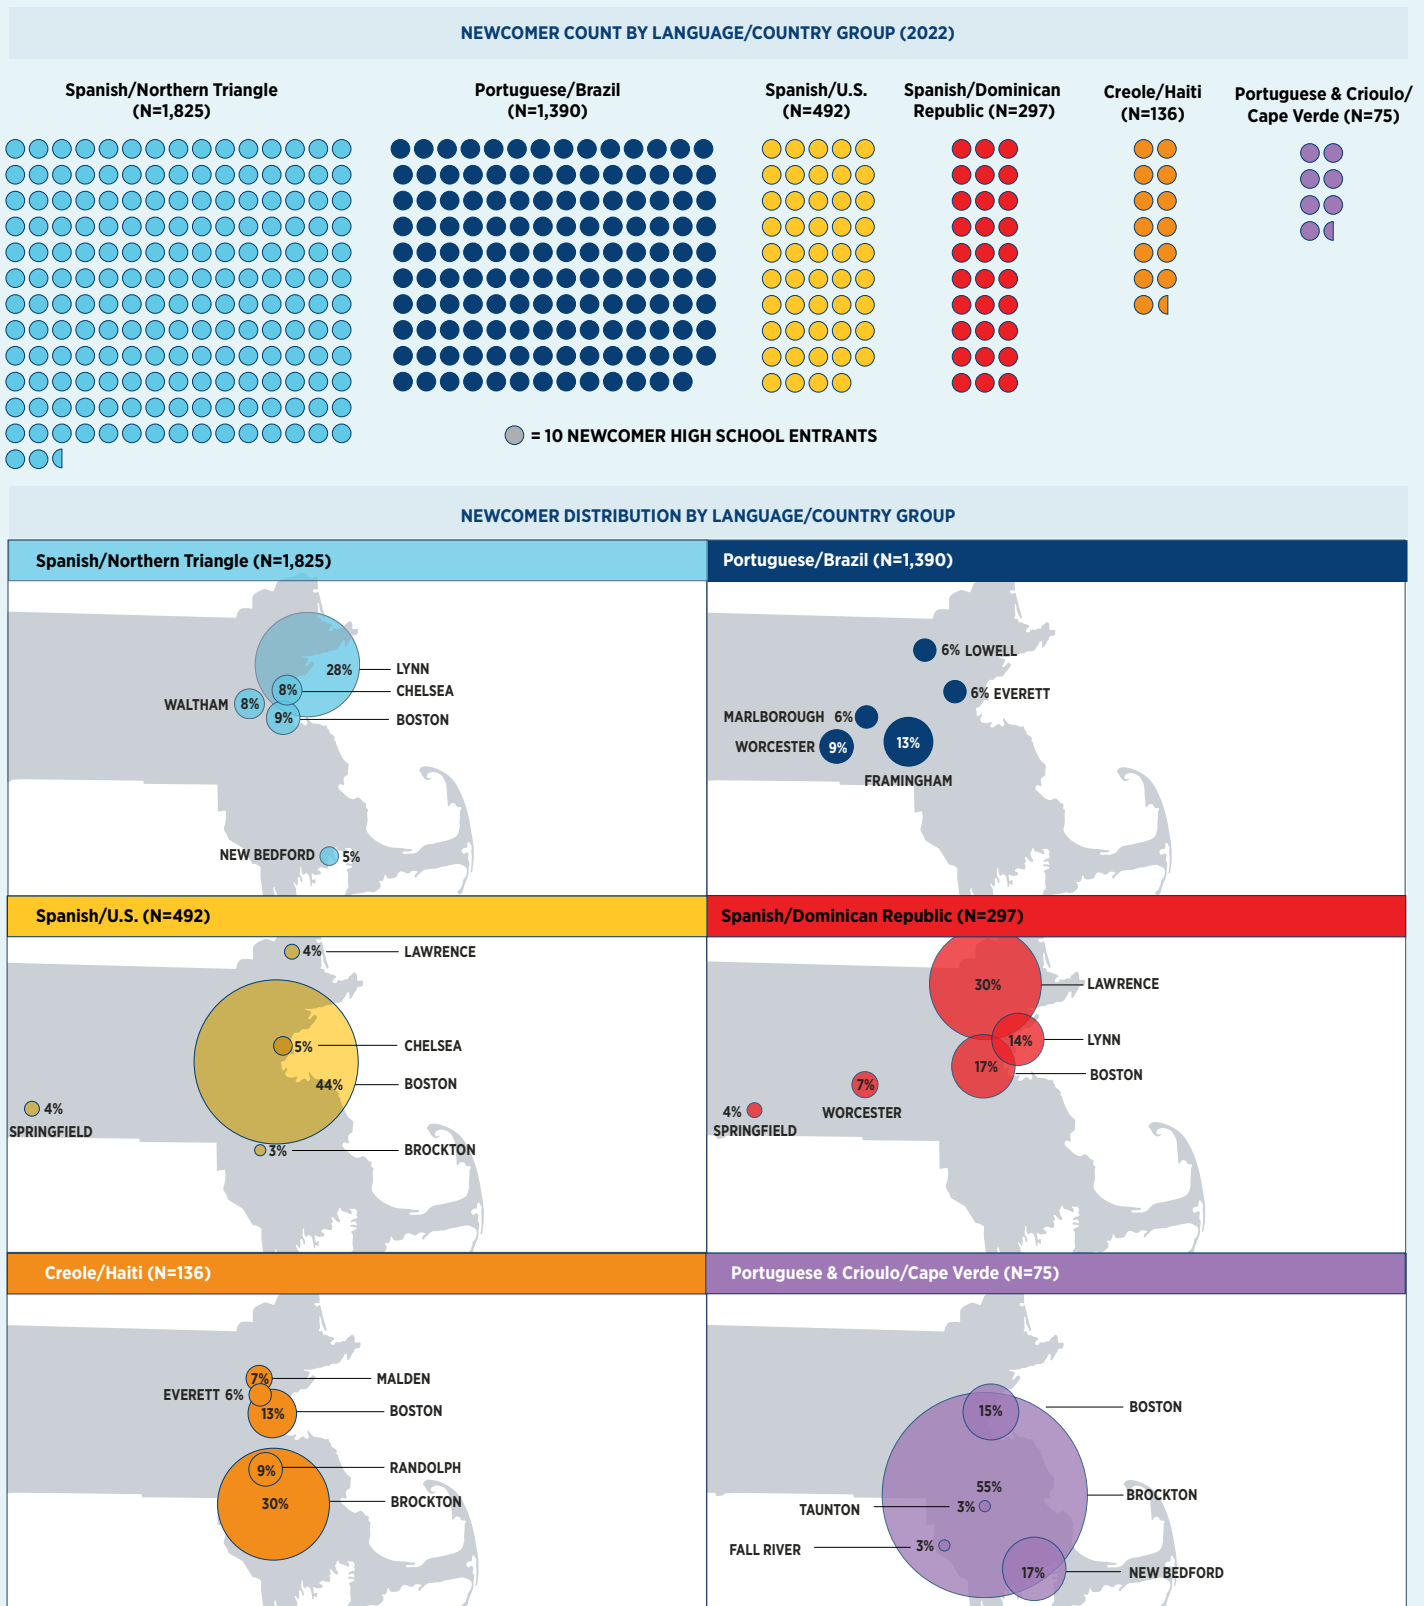 NEWCOMER COUNT BY LANGUAGE/COUNTRY GROUP (2022)
Spanish/Northern Triangle
(N=1,825)
Portuguese/Brazil
(N=1,390)
Spanish/U.S.
(N=492)
Spanish/Dominican
Republic (N=297)
Creole/Haiti
(N=136)
Portuguese & Crioulo/
Cape Verde (N=75)
= 10 NEWCOMER HIGH SCHOOL ENTRANTS
NEWCOMER DISTRIBUTION BY LANGUAGE/COUNTRY GROUP
Spanish/Northern Triangle (N=1,825)
28% LYNN
8% CHELSEA
WALTHAM 8%
9% BOSTON
NEW BEDFORD 5%
Portuguese/Brazil (N=1,390)
6% LOWELL
6% EVERETT
MARLBOROUGH 6%
WORCESTER 9%
13%
FRAMINGHAM
Spanish/U.S. (N=492)
4% LAWRENCE
5% CHELSEA
44% BOSTON
4%
SPRINGFIELD
3% BROCKTON
Spanish/Dominican Republic (N=297)
30% LAWRENCE
14% LYNN
17% BOSTON
7%
WORCESTER
4%
SPRINGFIELD
Creole/Haiti (N=136)
7% MALDEN
EVERETT 6%
13% BOSTON
9% RANDOLPH
30% BROCKTON
Portuguese & Crioulo/Cape Verde (N=75)
15% BOSTON
55% BROCKTON
TAUNTON 3%
FALL RIVER 3%
17% NEW BEDFORD